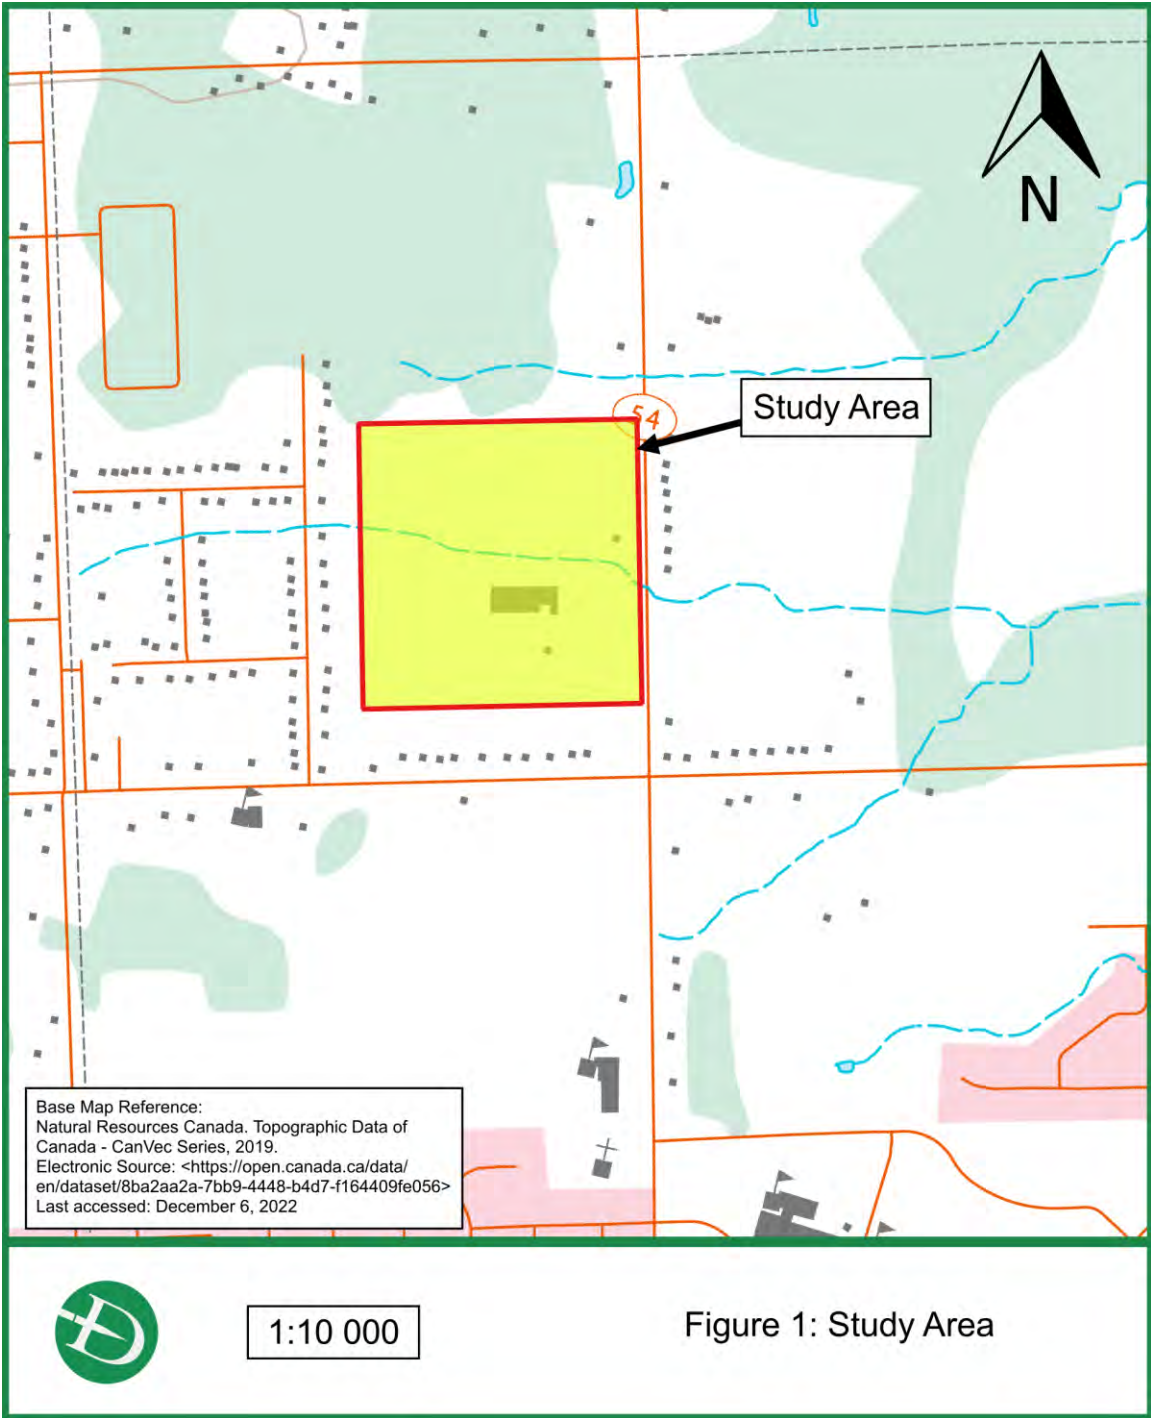 N
54
Study Area
Base Map Reference:
Natural Resources Canada. Topographic Data of
Canada - CanVec Series, 2019.
Electronic Source: <https://open.canada.ca/data/
en/dataset/8ba2aa2a-7bb9-4448-b4d7-f164409fe056>
Last accessed: December 6, 2022
D
1:10 000
Figure 1: Study Area